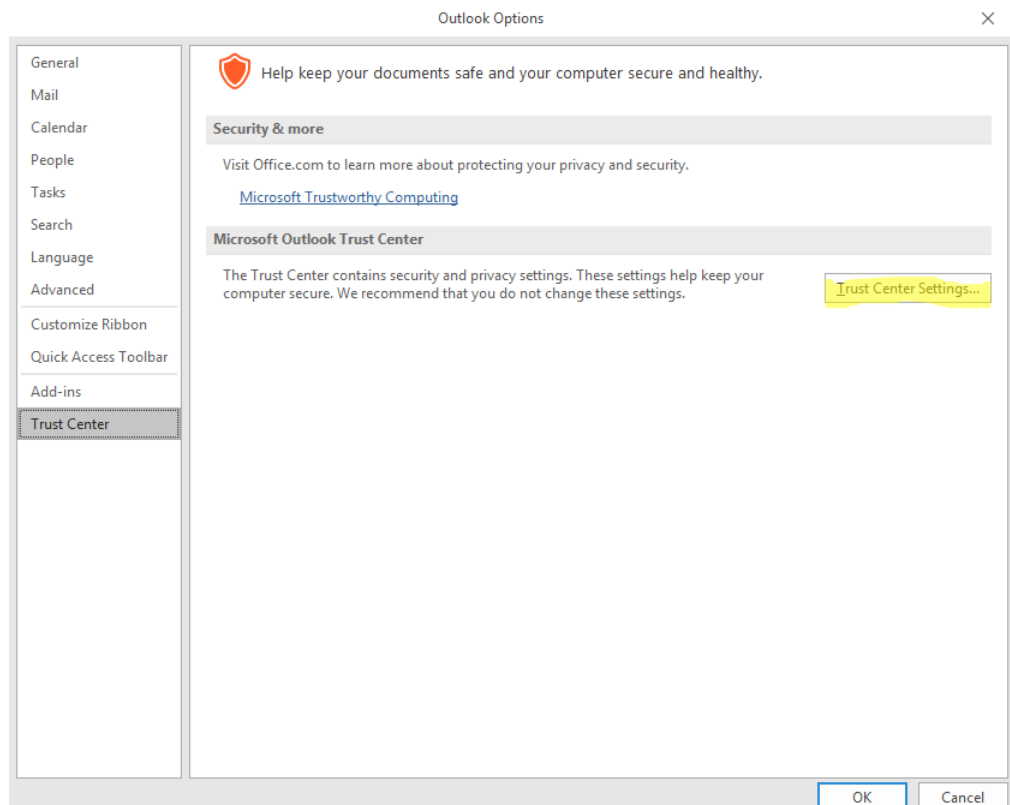 Outlook Options
General
Mail
Calendar
People
Tasks
Search
Language
Advanced
Customize Ribbon
Quick Access Toolbar
Add-ins
Trust Center
Help keep your documents safe and your computer secure and healthy.
Security & more
Visit Office.com to learn more about protecting your privacy and security.
Microsoft Trustworthy Computing
Microsoft Outlook Trust Center
The Trust Center contains security and privacy settings. These settings help keep your
computer secure. We recommend that you do not change these settings.
Trust Center Settings...
OK
Cancel